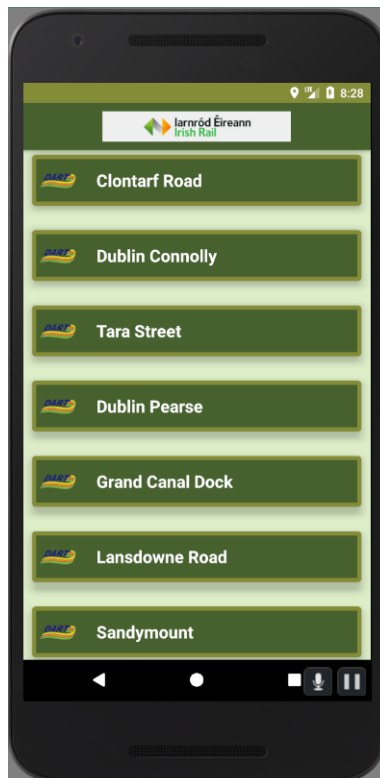 LTE 8:28
Iarnród Éireann
Irish Rail
DART Clontarf Road
DART Dublin Connolly
DART Tara Street
DART Dublin Pearse
DART Grand Canal Dock
DART Lansdowne Road
DART Sandymount